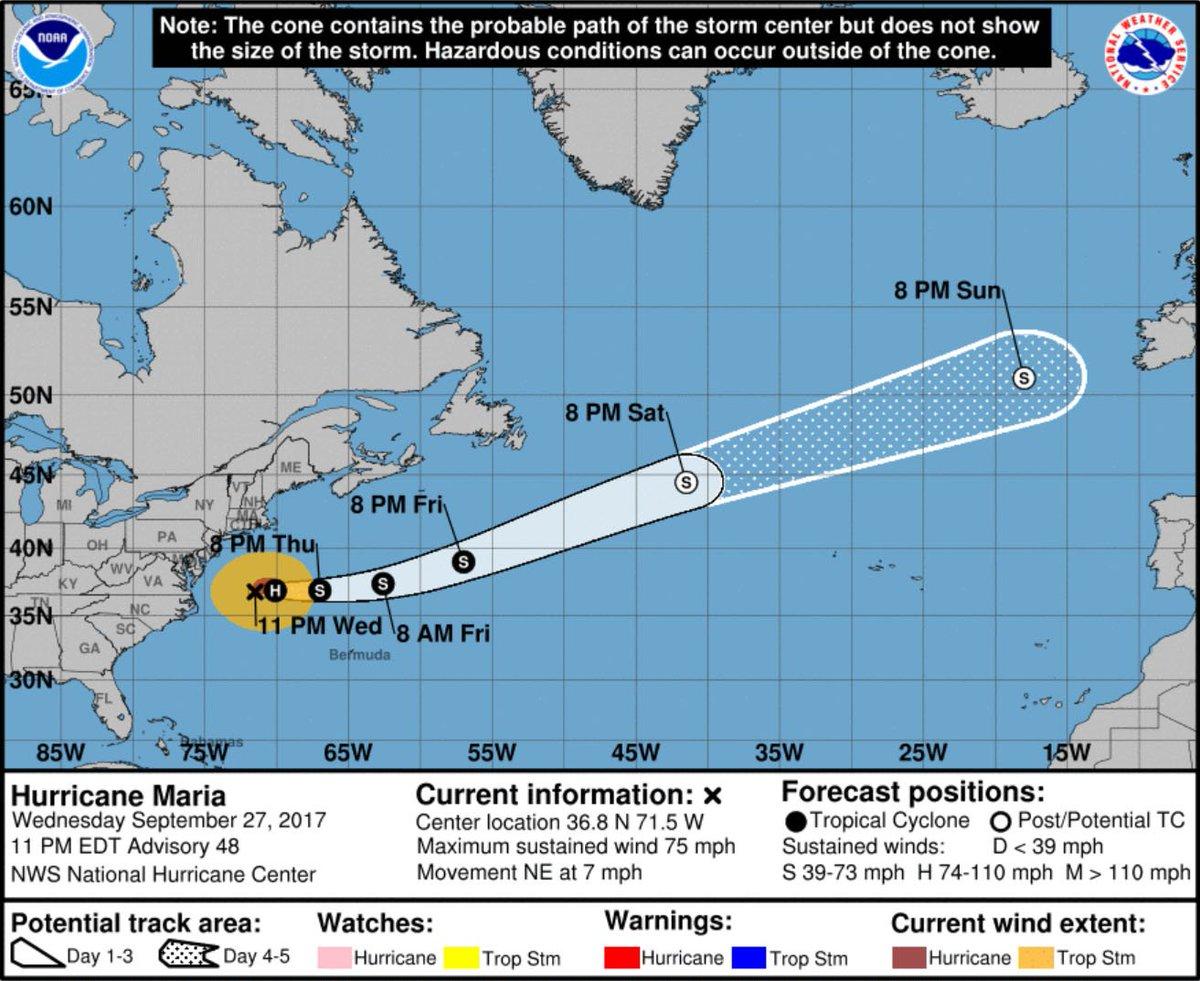 Note: The cone contains the probable path of the storm center but does not show
the size of the storm. Hazardous conditions can occur outside of the cone.
NOAA
NATIONAL WEATHER SERVICE
65N
60N
55N
50N
45N
40N
35N
30N
8 PM Sun
8 PM Sat
8 PM Fri
8 PM Thu
11 PM Wed
8 AM Fri
S
S
S
S
S
H
ME
VT
NH
MA
NY
MI
PA
OH
WV
VA
KY
TN
NC
SC
GA
FL
Bermuda
Bahamas
85W 75W 65W 55W 45W 35W 25W 15W
Hurricane Maria
Wednesday September 27, 2017
11 PM EDT Advisory 48
NWS National Hurricane Center
Current information: ×
Center location 36.8 N 71.5 W
Maximum sustained wind 75 mph
Movement NE at 7 mph
Forecast positions:
Tropical Cyclone Post/Potential TC
Sustained winds: D < 39 mph
S 39-73 mph H 74-110 mph M > 110 mph
Potential track area:
Day 1-3 Day 4-5
Watches:
Hurricane Trop Stm
Warnings:
Hurricane Trop Stm
Current wind extent:
Hurricane Trop Stm